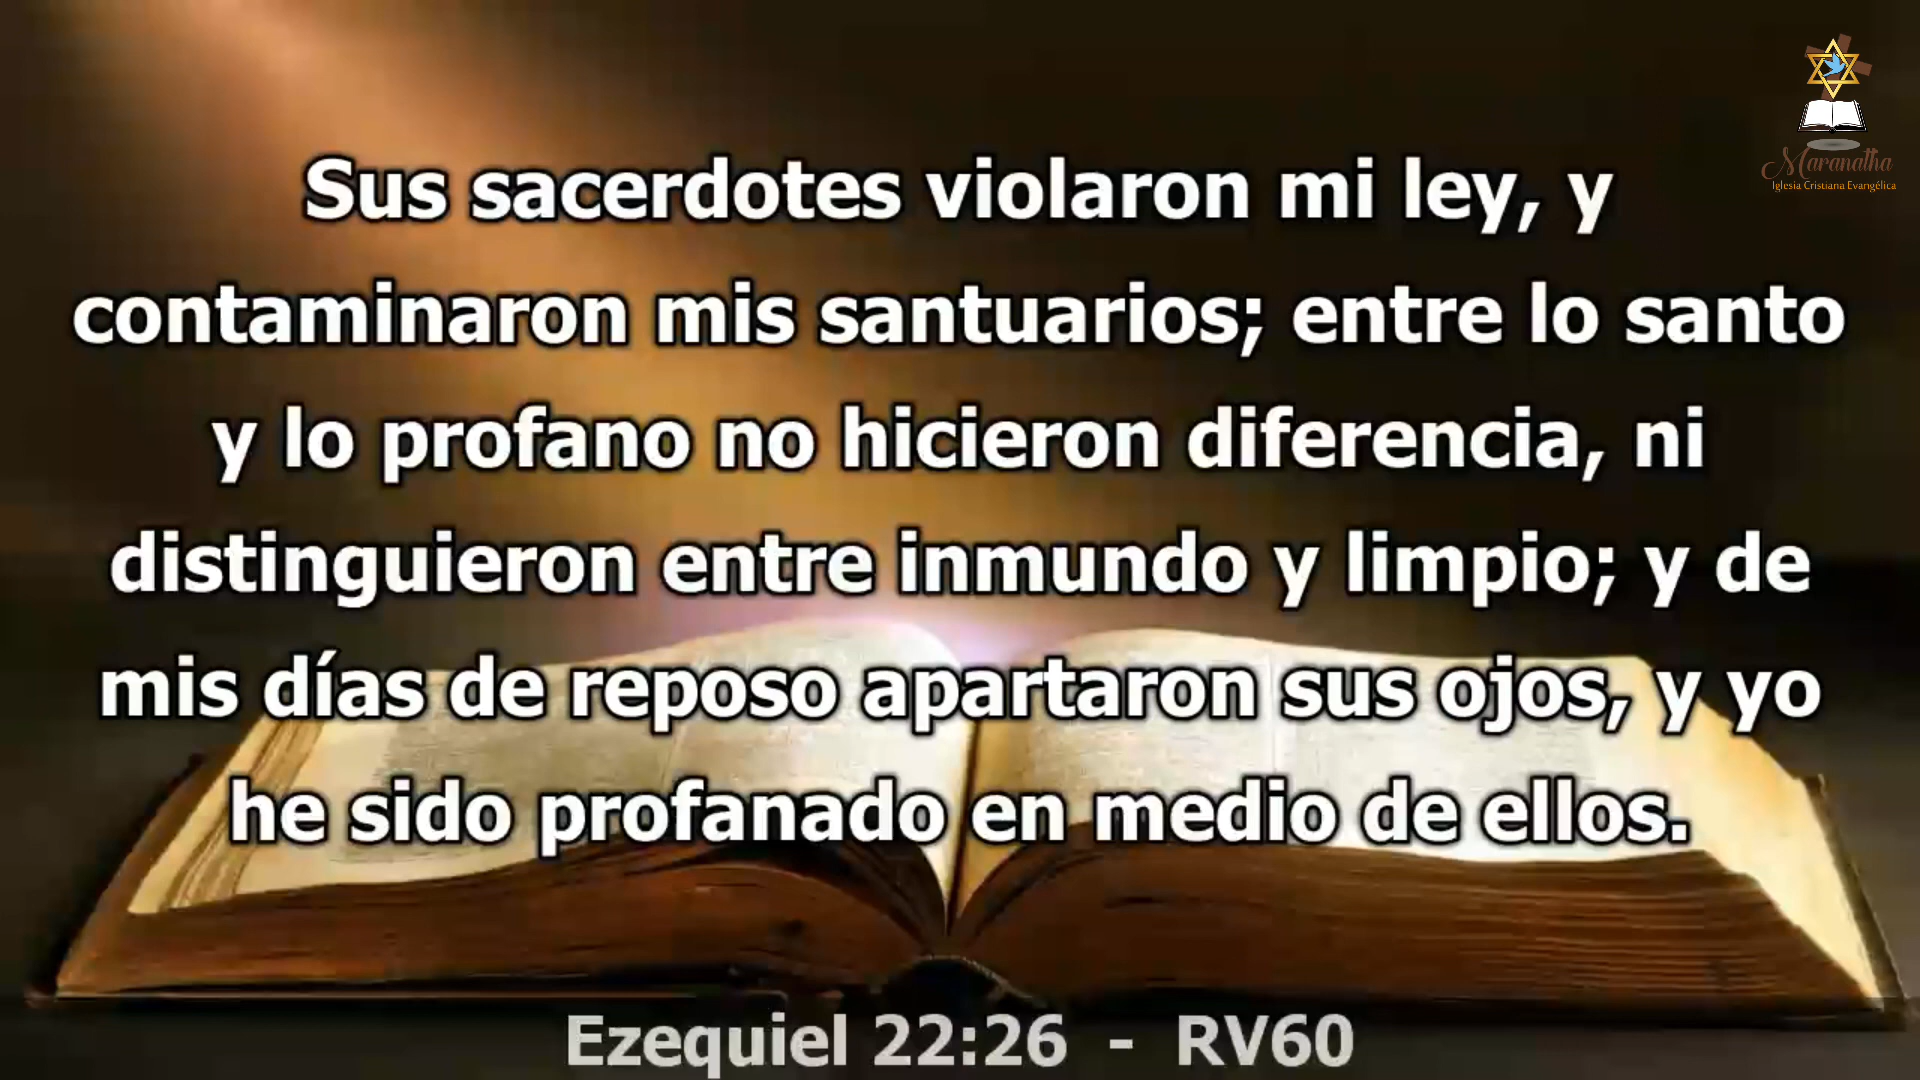 Maranatha
Iglesia Cristiana Evangélica
Sus sacerdotes violaron mi ley, y
contaminaron mis santuarios; entre lo santo
y lo profano no hicieron diferencia, ni
distinguieron entre inmundo y limpio; y de
mis días de reposo apartaron sus ojos, y yo
he sido profanado en medio de ellos.
Ezequiel 22:26 - RV60